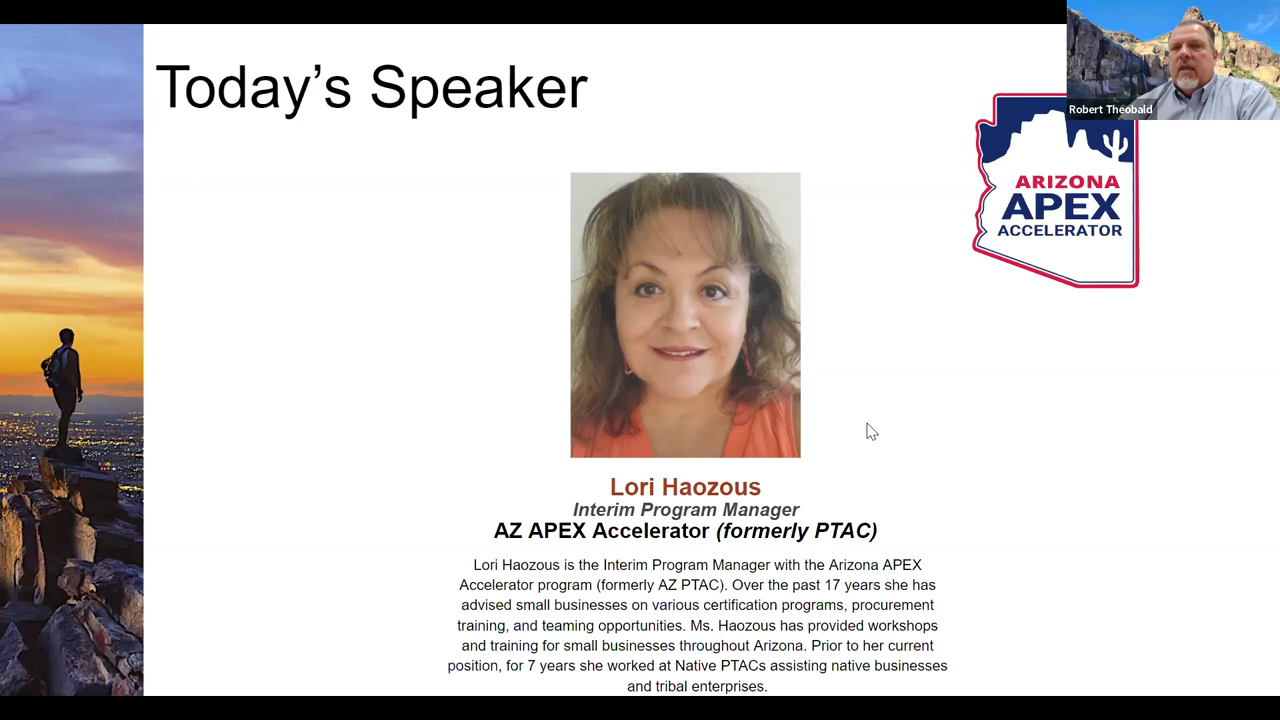 Today's Speaker
Robert Theobald
ARIZONA
APEX
ACCELERATOR
Lori Haozous
Interim Program Manager
AZ APEX Accelerator (formerly PTAC)
Lori Haozous is the Interim Program Manager with the Arizona APEX
Accelerator program (formerly AZ PTAC). Over the past 17 years she has
advised small businesses on various certification programs, procurement
training, and teaming opportunities. Ms. Haozous has provided workshops
and training for small businesses throughout Arizona. Prior to her current
position, for 7 years she worked at Native PTACs assisting native businesses
and tribal enterprises.